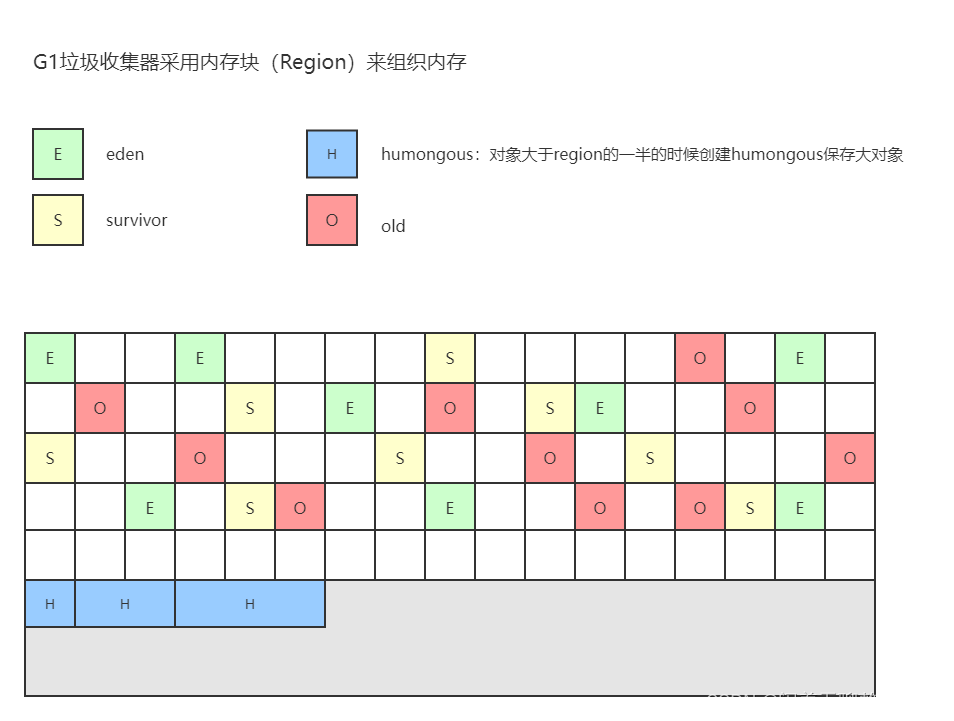 G1垃圾收集器采用内存块（Region）来组织内存
E eden H humongous：对象大于region的一半的时候创建humongous保存大对象
S survivor O old
E E S O E
O S E O S E O
S O S O S O
E S O E O O S E
H H H